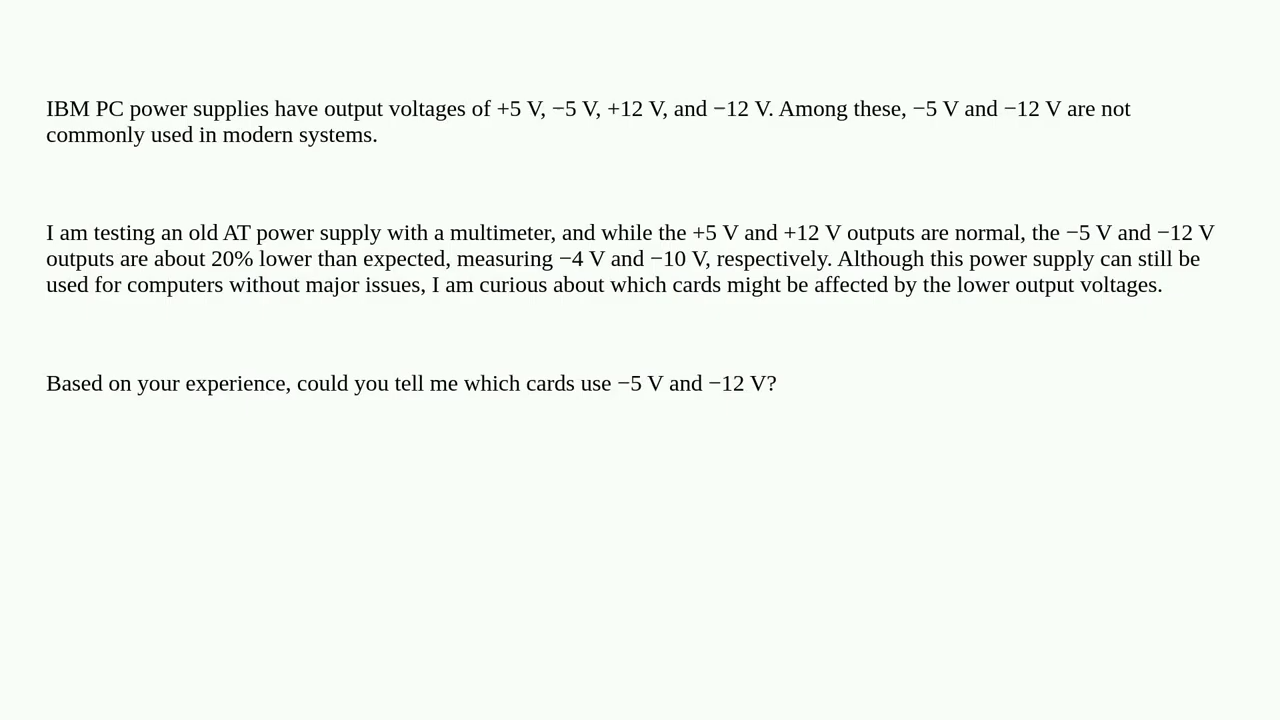 IBM PC power supplies have output voltages of +5 V, −5 V, +12 V, and −12 V. Among these, −5 V and −12 V are not
commonly used in modern systems.
I am testing an old AT power supply with a multimeter, and while the +5 V and +12 V outputs are normal, the −5 V and −12 V
outputs are about 20% lower than expected, measuring −4 V and −10 V, respectively. Although this power supply can still be
used for computers without major issues, I am curious about which cards might be affected by the lower output voltages.
Based on your experience, could you tell me which cards use −5 V and −12 V?